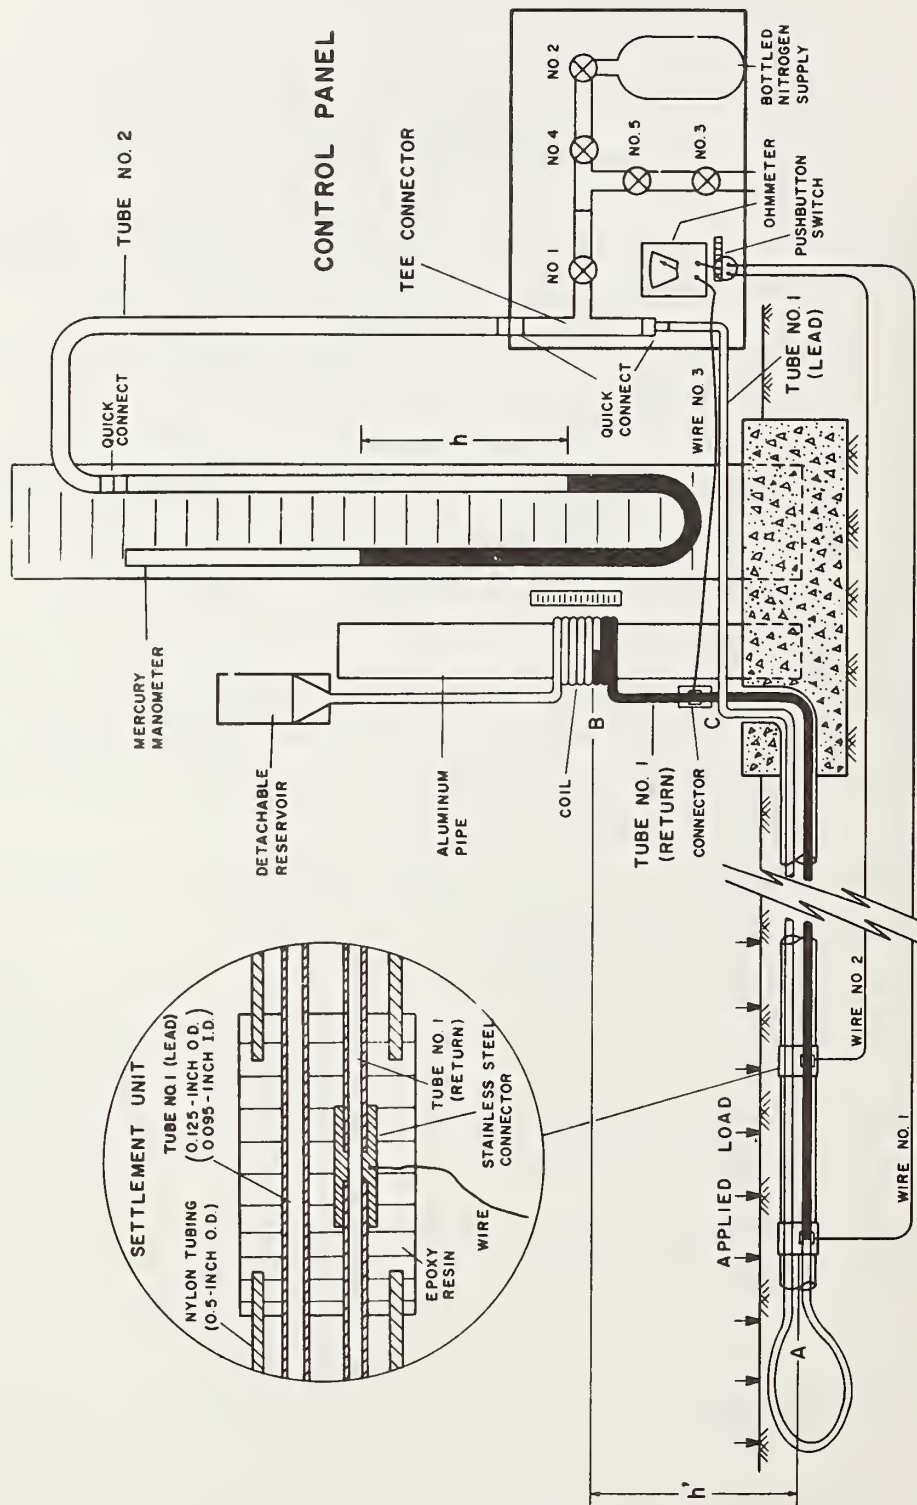 CONTROL PANEL
TUBE NO. 2
TEE CONNECTOR
NO. 2
NO. 4
NO. 5
NO. 3
NO. 1
BOTTLED
NITROGEN
SUPPLY
OHMMETER
PUSHBUTTON
SWITCH
QUICK
CONNECT
h
QUICK
CONNECT
WIRE NO. 3
TUBE NO. 1
(LEAD)
MERCURY
MANOMETER
DETACHABLE
RESERVOIR
ALUMINUM
PIPE
COIL
B
TUBE NO. 1
(RETURN)
CONNECTOR
C
SETTLEMENT UNIT
NYLON TUBING
(0.5-INCH O.D.)
TUBE NO.1 (LEAD)
(0.125-INCH O.D.
0.095-INCH I.D.)
TUBE NO. 1
(RETURN)
STAINLESS STEEL
CONNECTOR
WIRE
EPOXY
RESIN
APPLIED LOAD
WIRE NO 2
WIRE NO. 1
A
h'